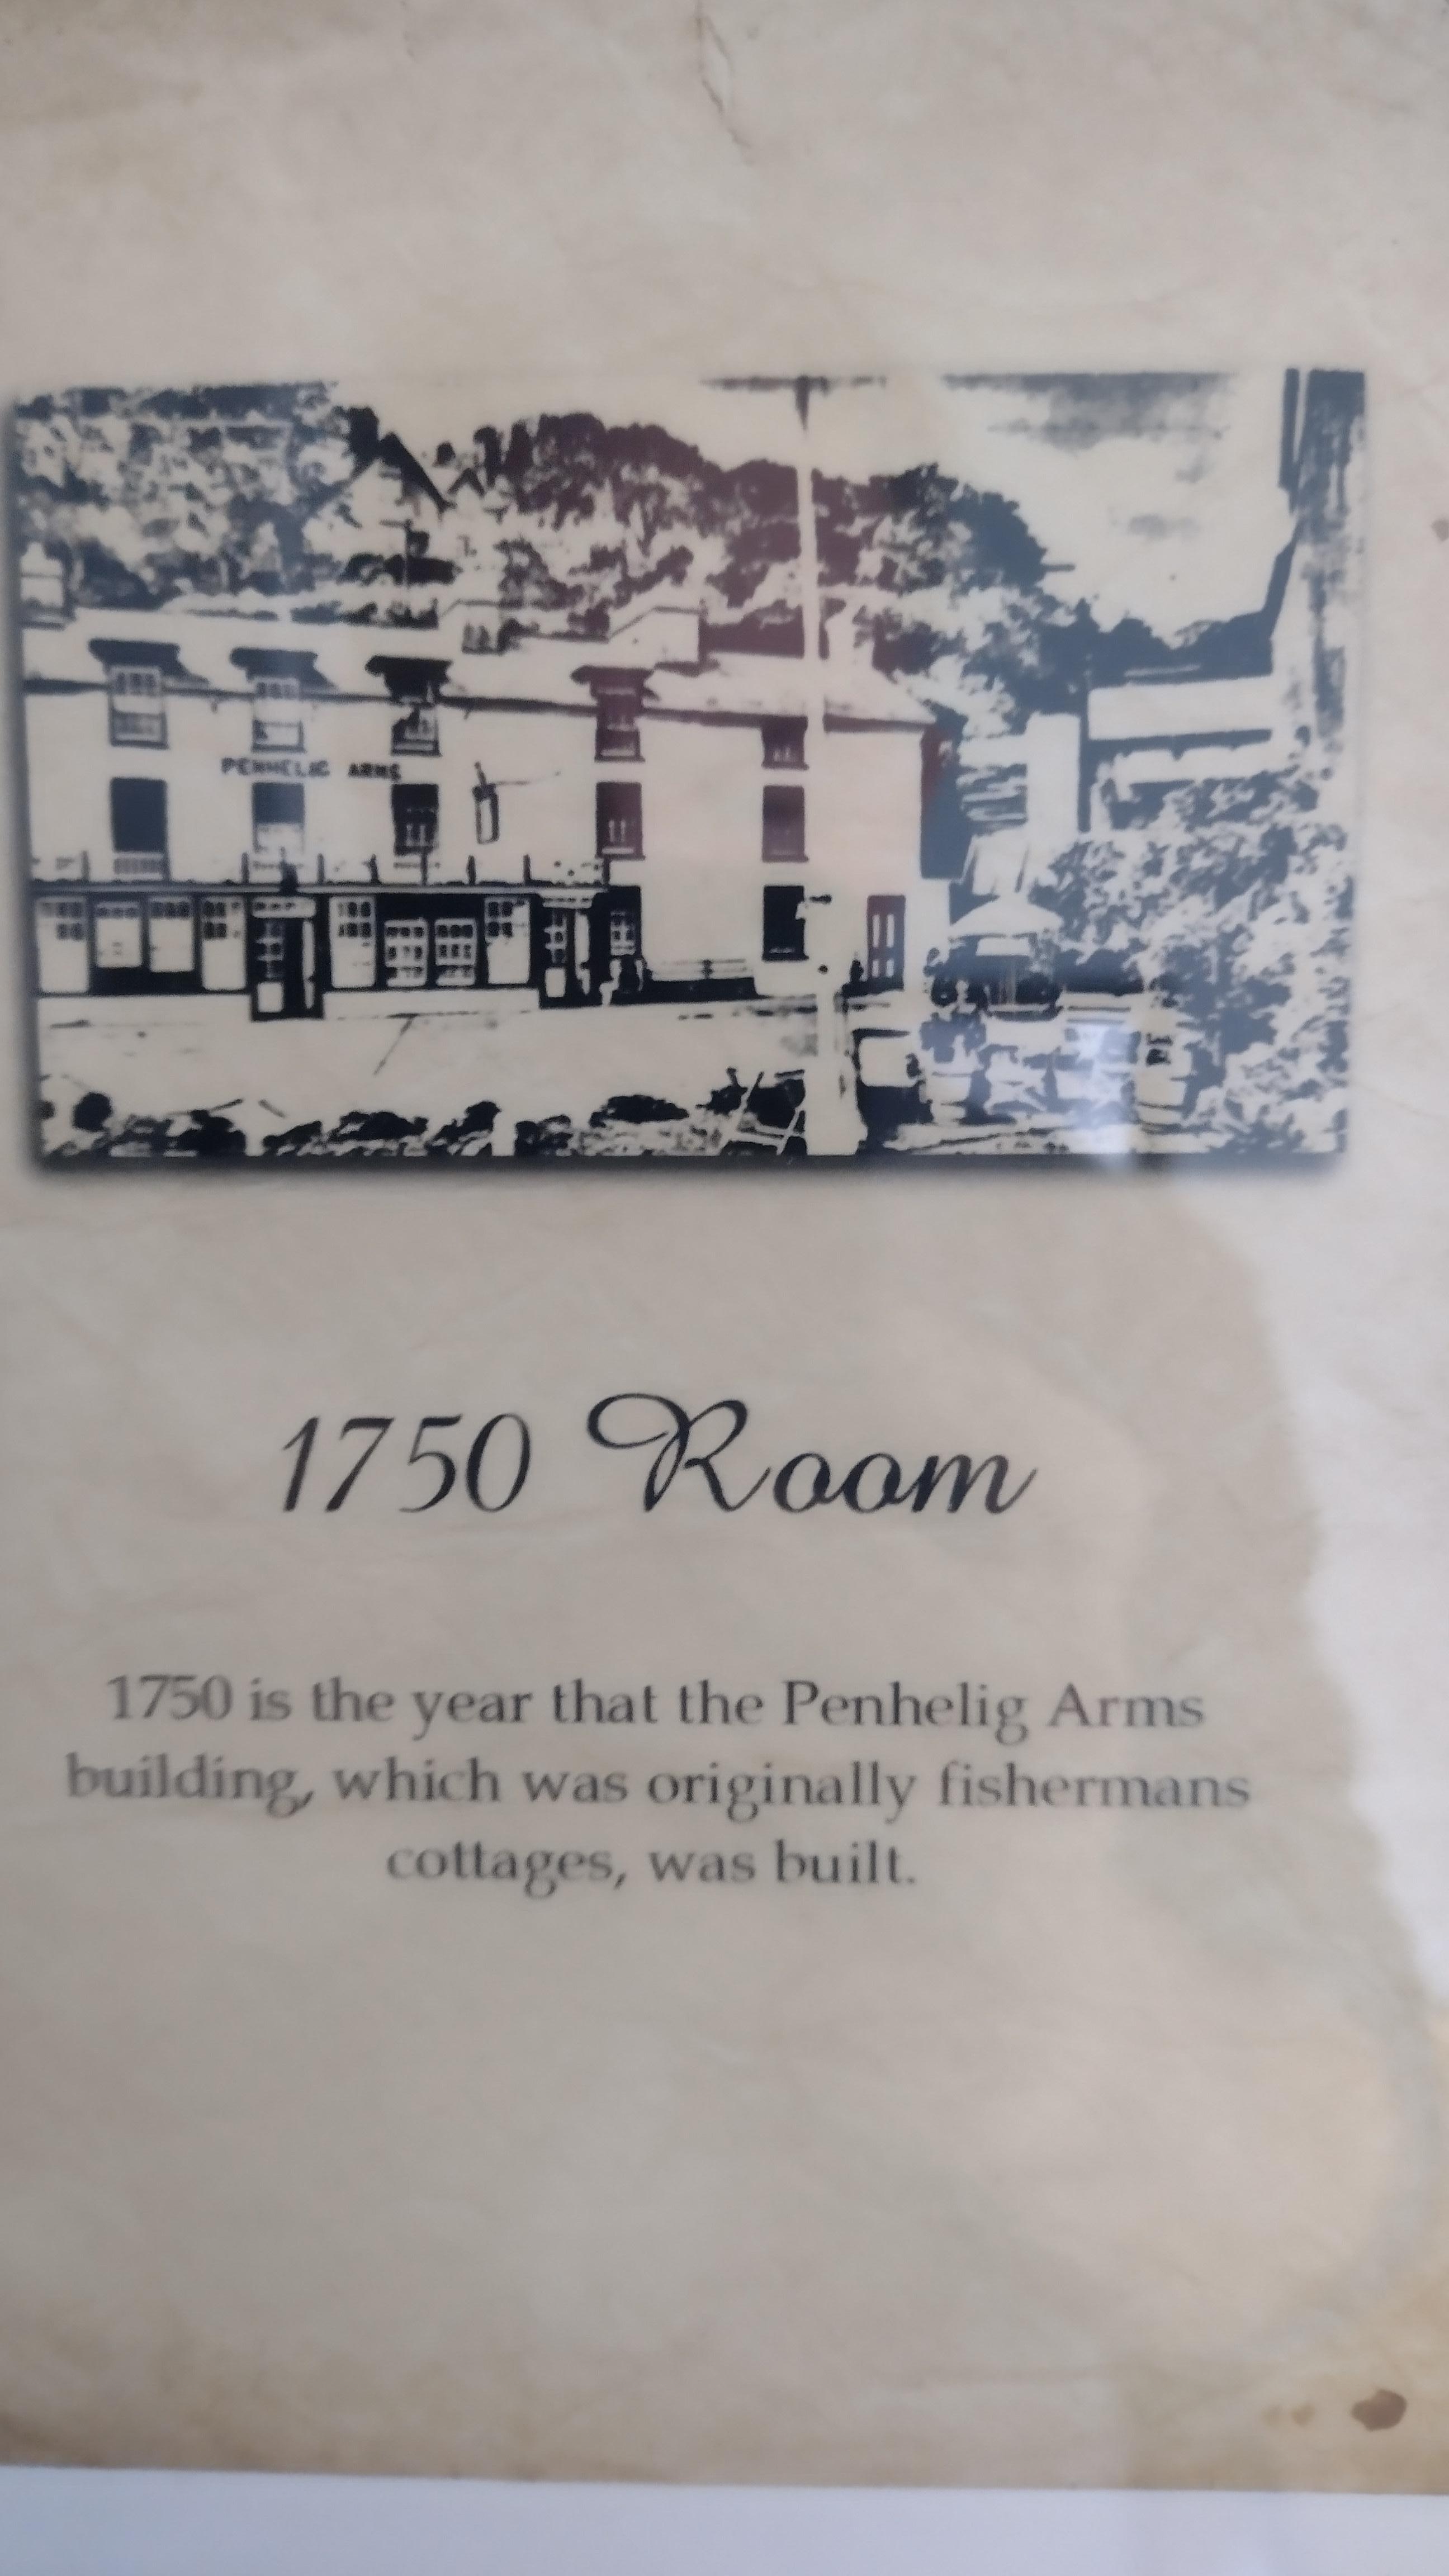 PENHELIG ARMS
1750 Room
1750 is the year that the Penhelig Arms
building, which was originally fishermans
cottages, was built.